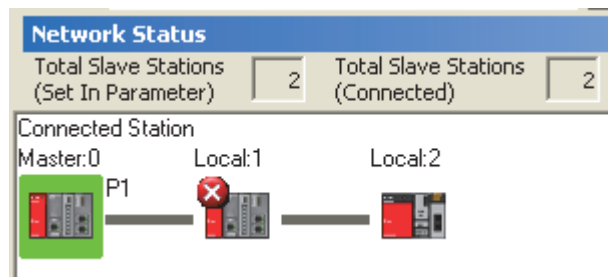 Network Status
Total Slave Stations
(Set In Parameter)
2
Total Slave Stations
(Connected)
2
Connected Station
Master:0
Local:1
Local:2
P1